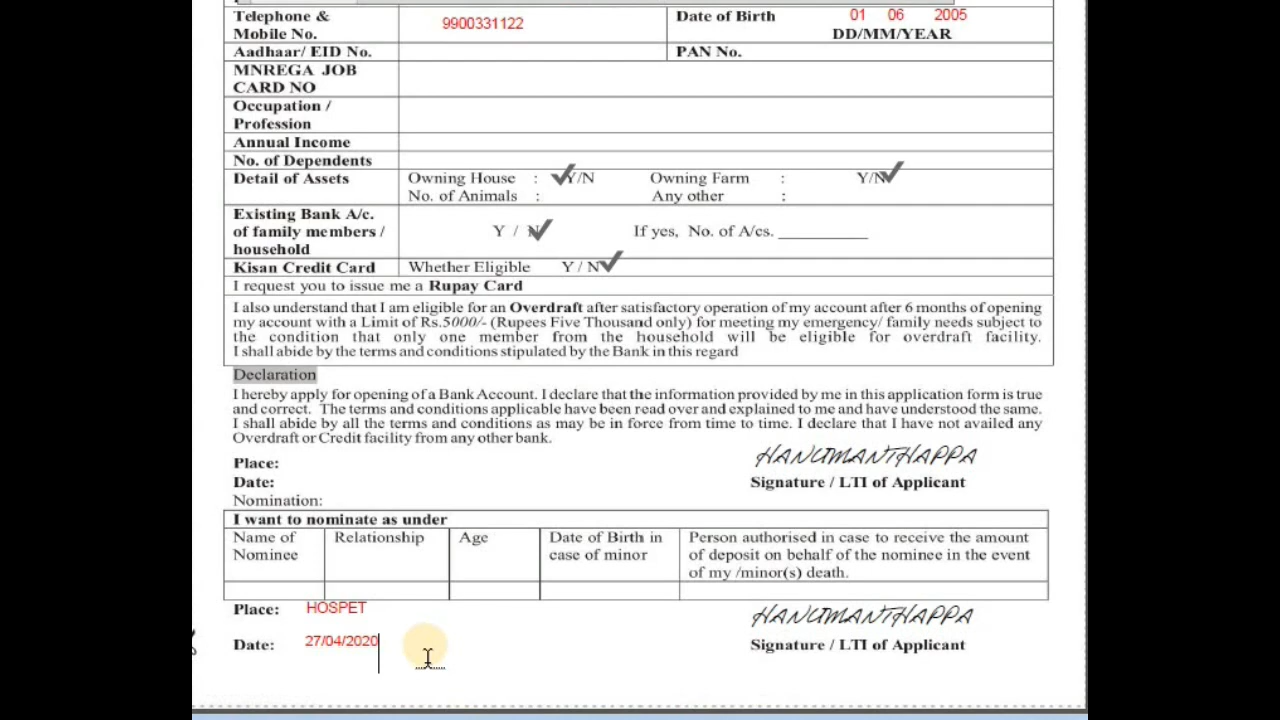 Telephone & Mobile No. 9900331122 Date of Birth 01 06 2005
DD/MM/YEAR
Aadhaar/ EID No. PAN No.
MNREGA JOB
CARD NO
Occupation /
Profession
Annual Income
No. of Dependents
Detail of Assets Owning House : Y/N Owning Farm : Y/N
No. of Animals : Any other :
Existing Bank A/c.
of family members / Y / N If yes, No. of A/cs. __________
household
Kisan Credit Card Whether Eligible Y / N
I request you to issue me a Rupay Card
I also understand that I am eligible for an Overdraft after satisfactory operation of my account after 6 months of opening
my account with a Limit of Rs.5000/- (Rupees Five Thousand only) for meeting my emergency/ family needs subject to
the condition that only one member from the household will be eligible for overdraft facility.
I shall abide by the terms and conditions stipulated by the Bank in this regard
Declaration
I hereby apply for opening of a Bank Account. I declare that the information provided by me in this application form is true
and correct. The terms and conditions applicable have been read over and explained to me and have understood the same.
I shall abide by all the terms and conditions as may be in force from time to time. I declare that I have not availed any
Overdraft or Credit facility from any other bank.
Place: HANUMANTHAPPA
Date: Signature / LTI of Applicant
Nomination:
I want to nominate as under
Name of Relationship Age Date of Birth in Person authorised in case to receive the amount
Nominee case of minor of deposit on behalf of the nominee in the event
of my /minor(s) death.
Place: HOSPET HANUMANTHAPPA
Date: 27/04/2020 Signature / LTI of Applicant